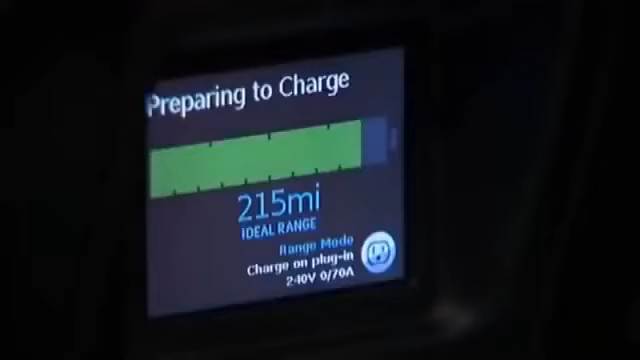 Preparing to Charge
215mi
IDEAL RANGE
Range Mode
Charge on plug-in
240V 0/70A